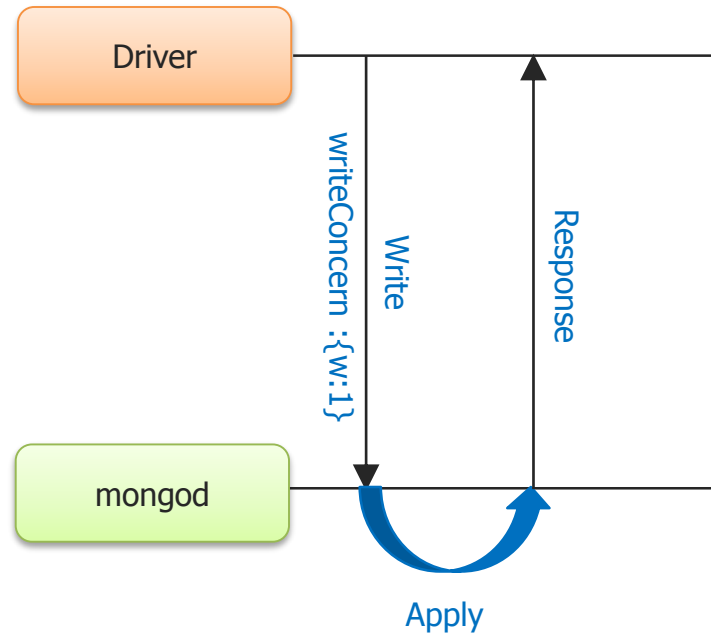 Driver
writeConcern :{w:1}
Write
Response
mongod
Apply